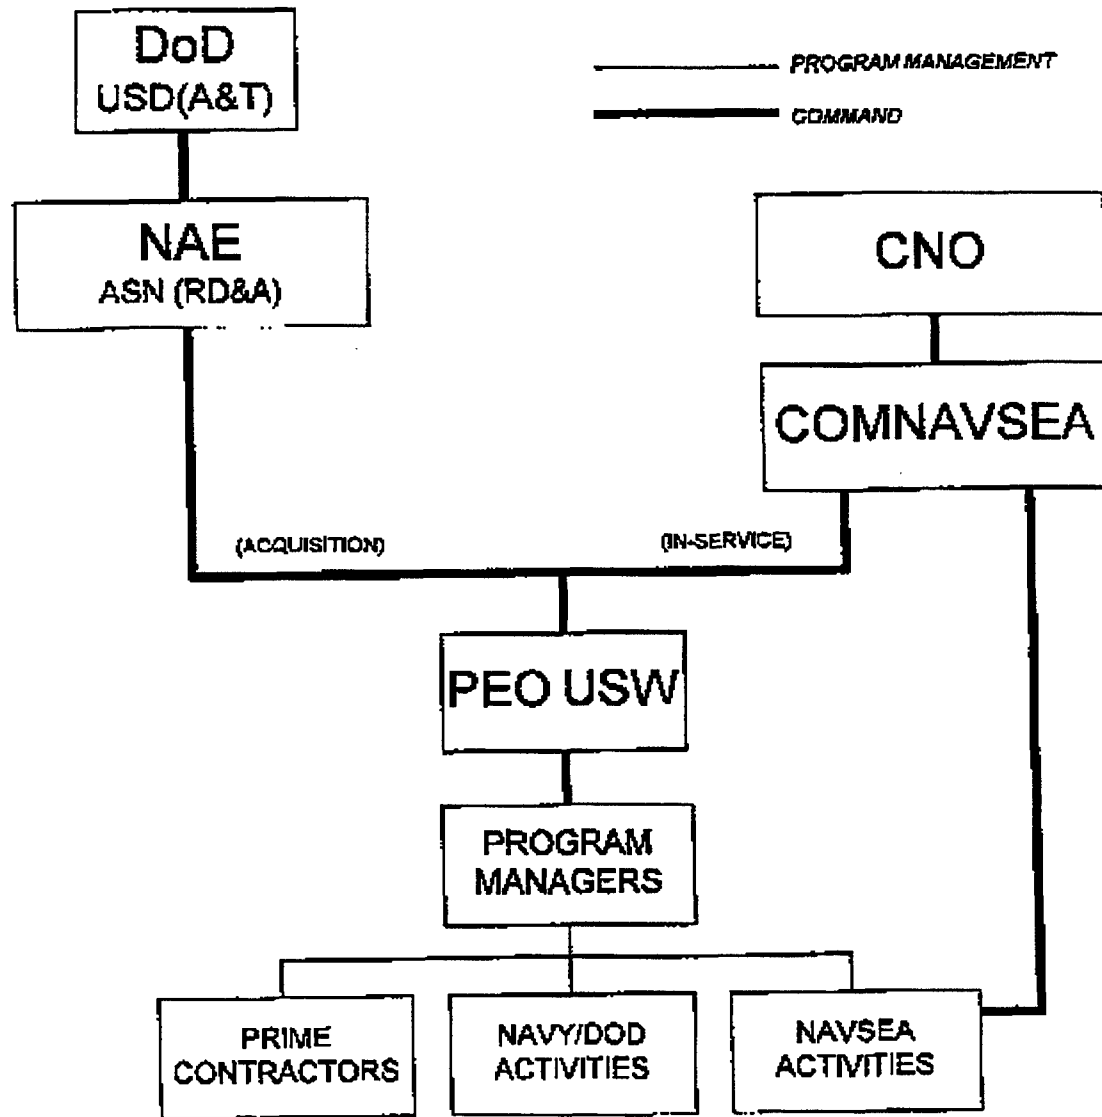 DoD
USD(A&T)
PROGRAM MANAGEMENT
COMMAND
NAE
ASN (RD&A)
CNO
COMNAVSEA
(ACQUISITION)
(IN-SERVICE)
PEO USW
PROGRAM
MANAGERS
PRIME
CONTRACTORS
NAVY/DOD
ACTIVITIES
NAVSEA
ACTIVITIES